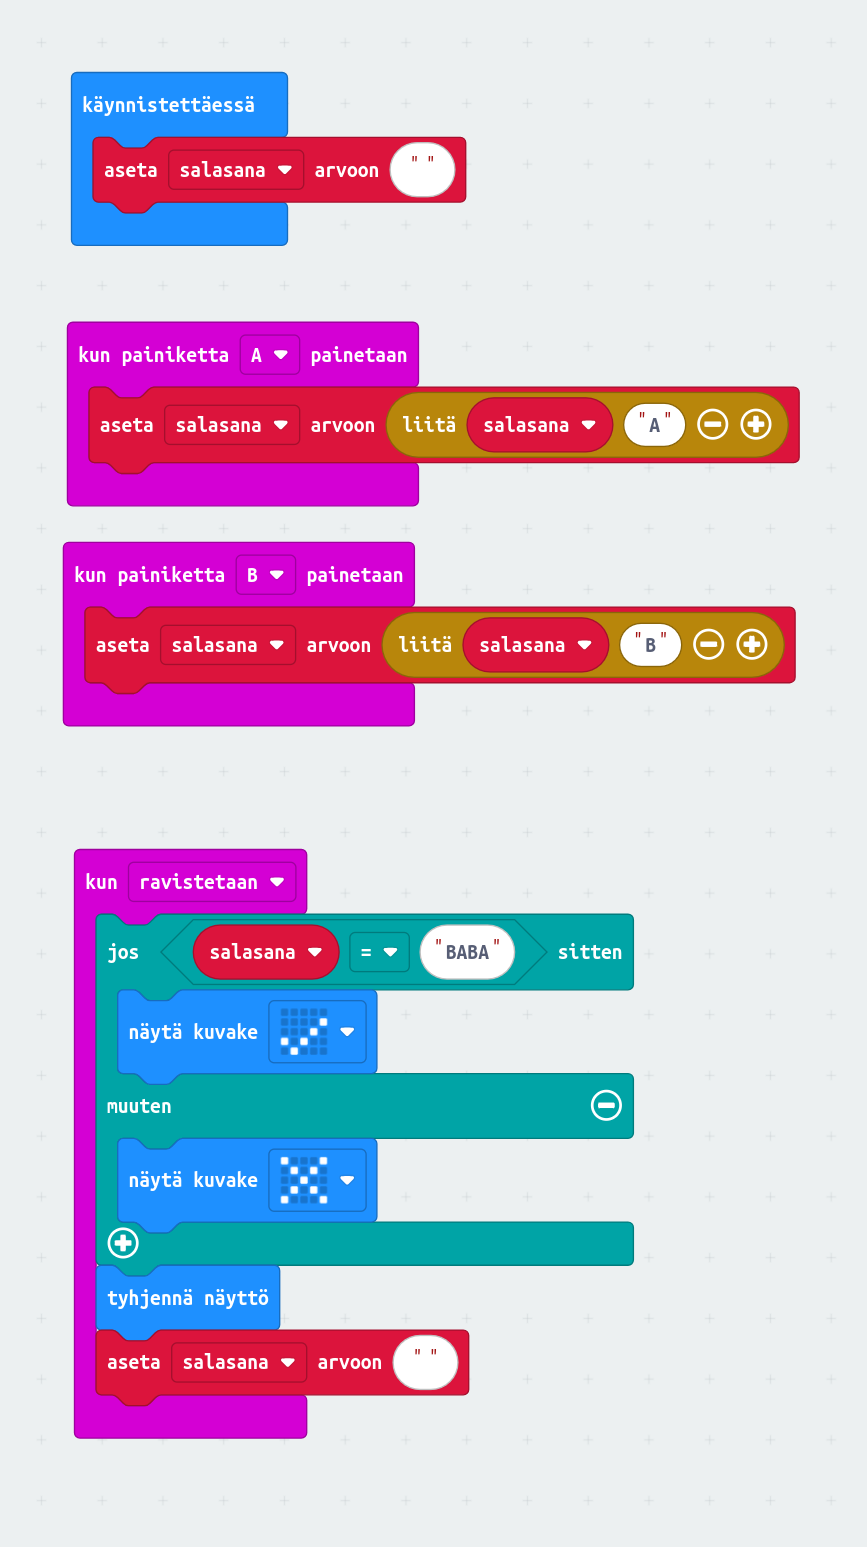 käynnistettäessä
aseta salasana arvoon " "
kun painiketta A painetaan
aseta salasana arvoon liitä salasana "A"
kun painiketta B painetaan
aseta salasana arvoon liitä salasana "B"
kun ravistetaan
jos salasana = "BABA" sitten
näytä kuvake
muuten
näytä kuvake
tyhjennä näyttö
aseta salasana arvoon " "